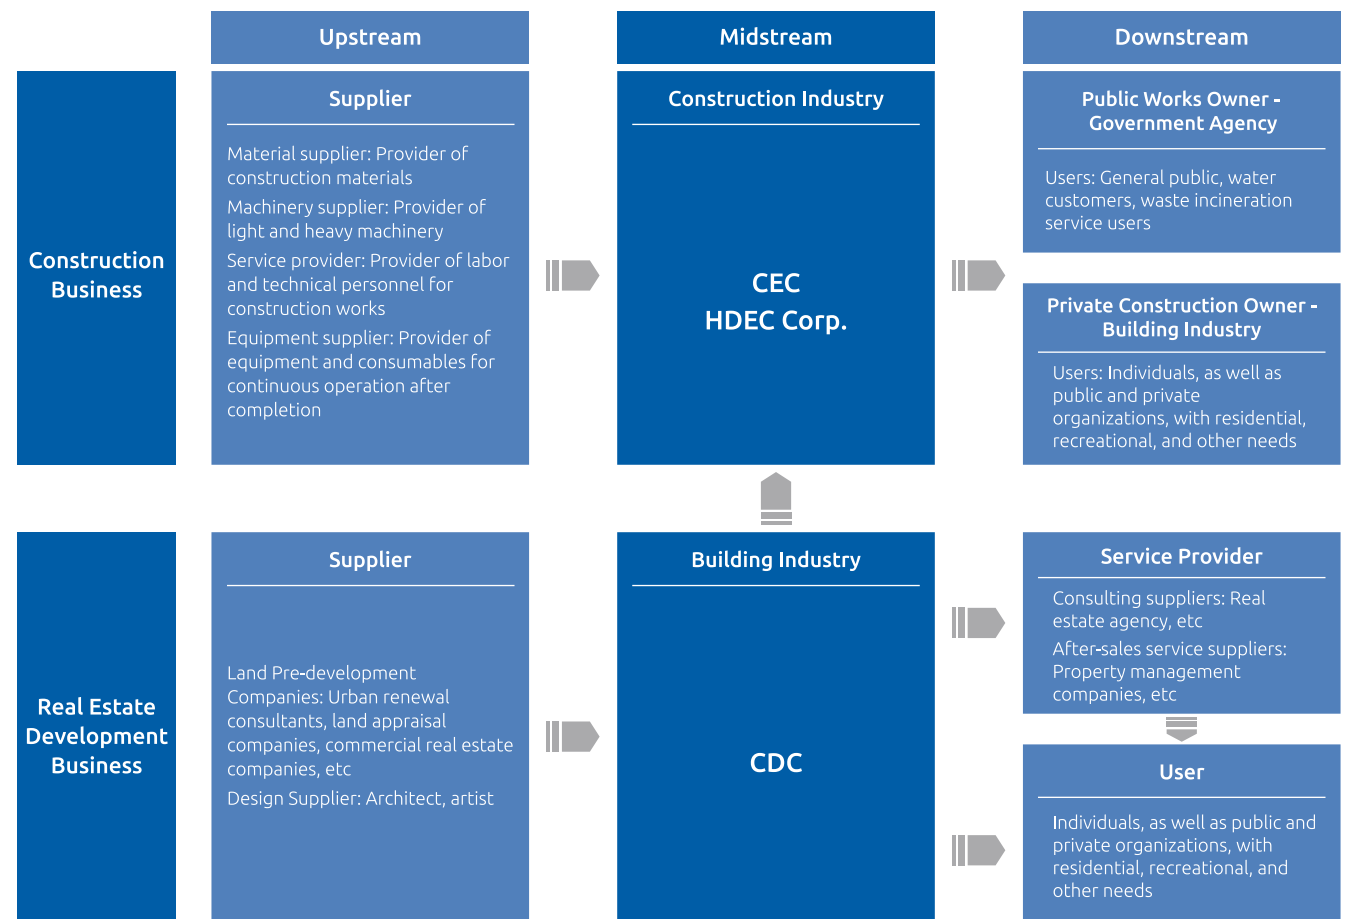 Upstream
Midstream
Downstream
Construction
Business
Supplier
Material supplier: Provider of
construction materials
Machinery supplier: Provider of
light and heavy machinery
Service provider: Provider of labor
and technical personnel for
construction works
Equipment supplier: Provider of
equipment and consumables for
continuous operation after
completion
Construction Industry
CEC
HDEC Corp.
Public Works Owner -
Government Agency
Users: General public, water
customers, waste incineration
service users
Private Construction Owner -
Building Industry
Users: Individuals, as well as
public and private
organizations, with residential,
recreational, and other needs
Real Estate
Development
Business
Supplier
Land Pre-development
Companies: Urban renewal
consultants, land appraisal
companies, commercial real estate
companies, etc
Design Supplier: Architect, artist
Building Industry
CDC
Service Provider
Consulting suppliers: Real
estate agency, etc
After-sales service suppliers:
Property management
companies, etc
User
Individuals, as well as public and
private organizations, with
residential, recreational, and
other needs